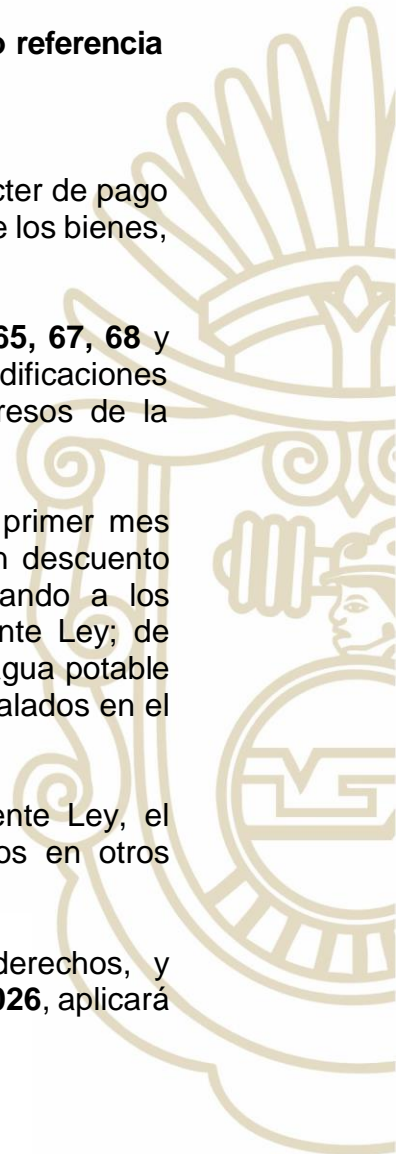 o referencia
cter de pago
e los bienes,
65, 67, 68 y
dificaciones
resos de la
primer mes
n descuento
ando a los
nte Ley; de
agua potable
alados en el
ente Ley, el
os en otros
derechos, y
026, aplicará